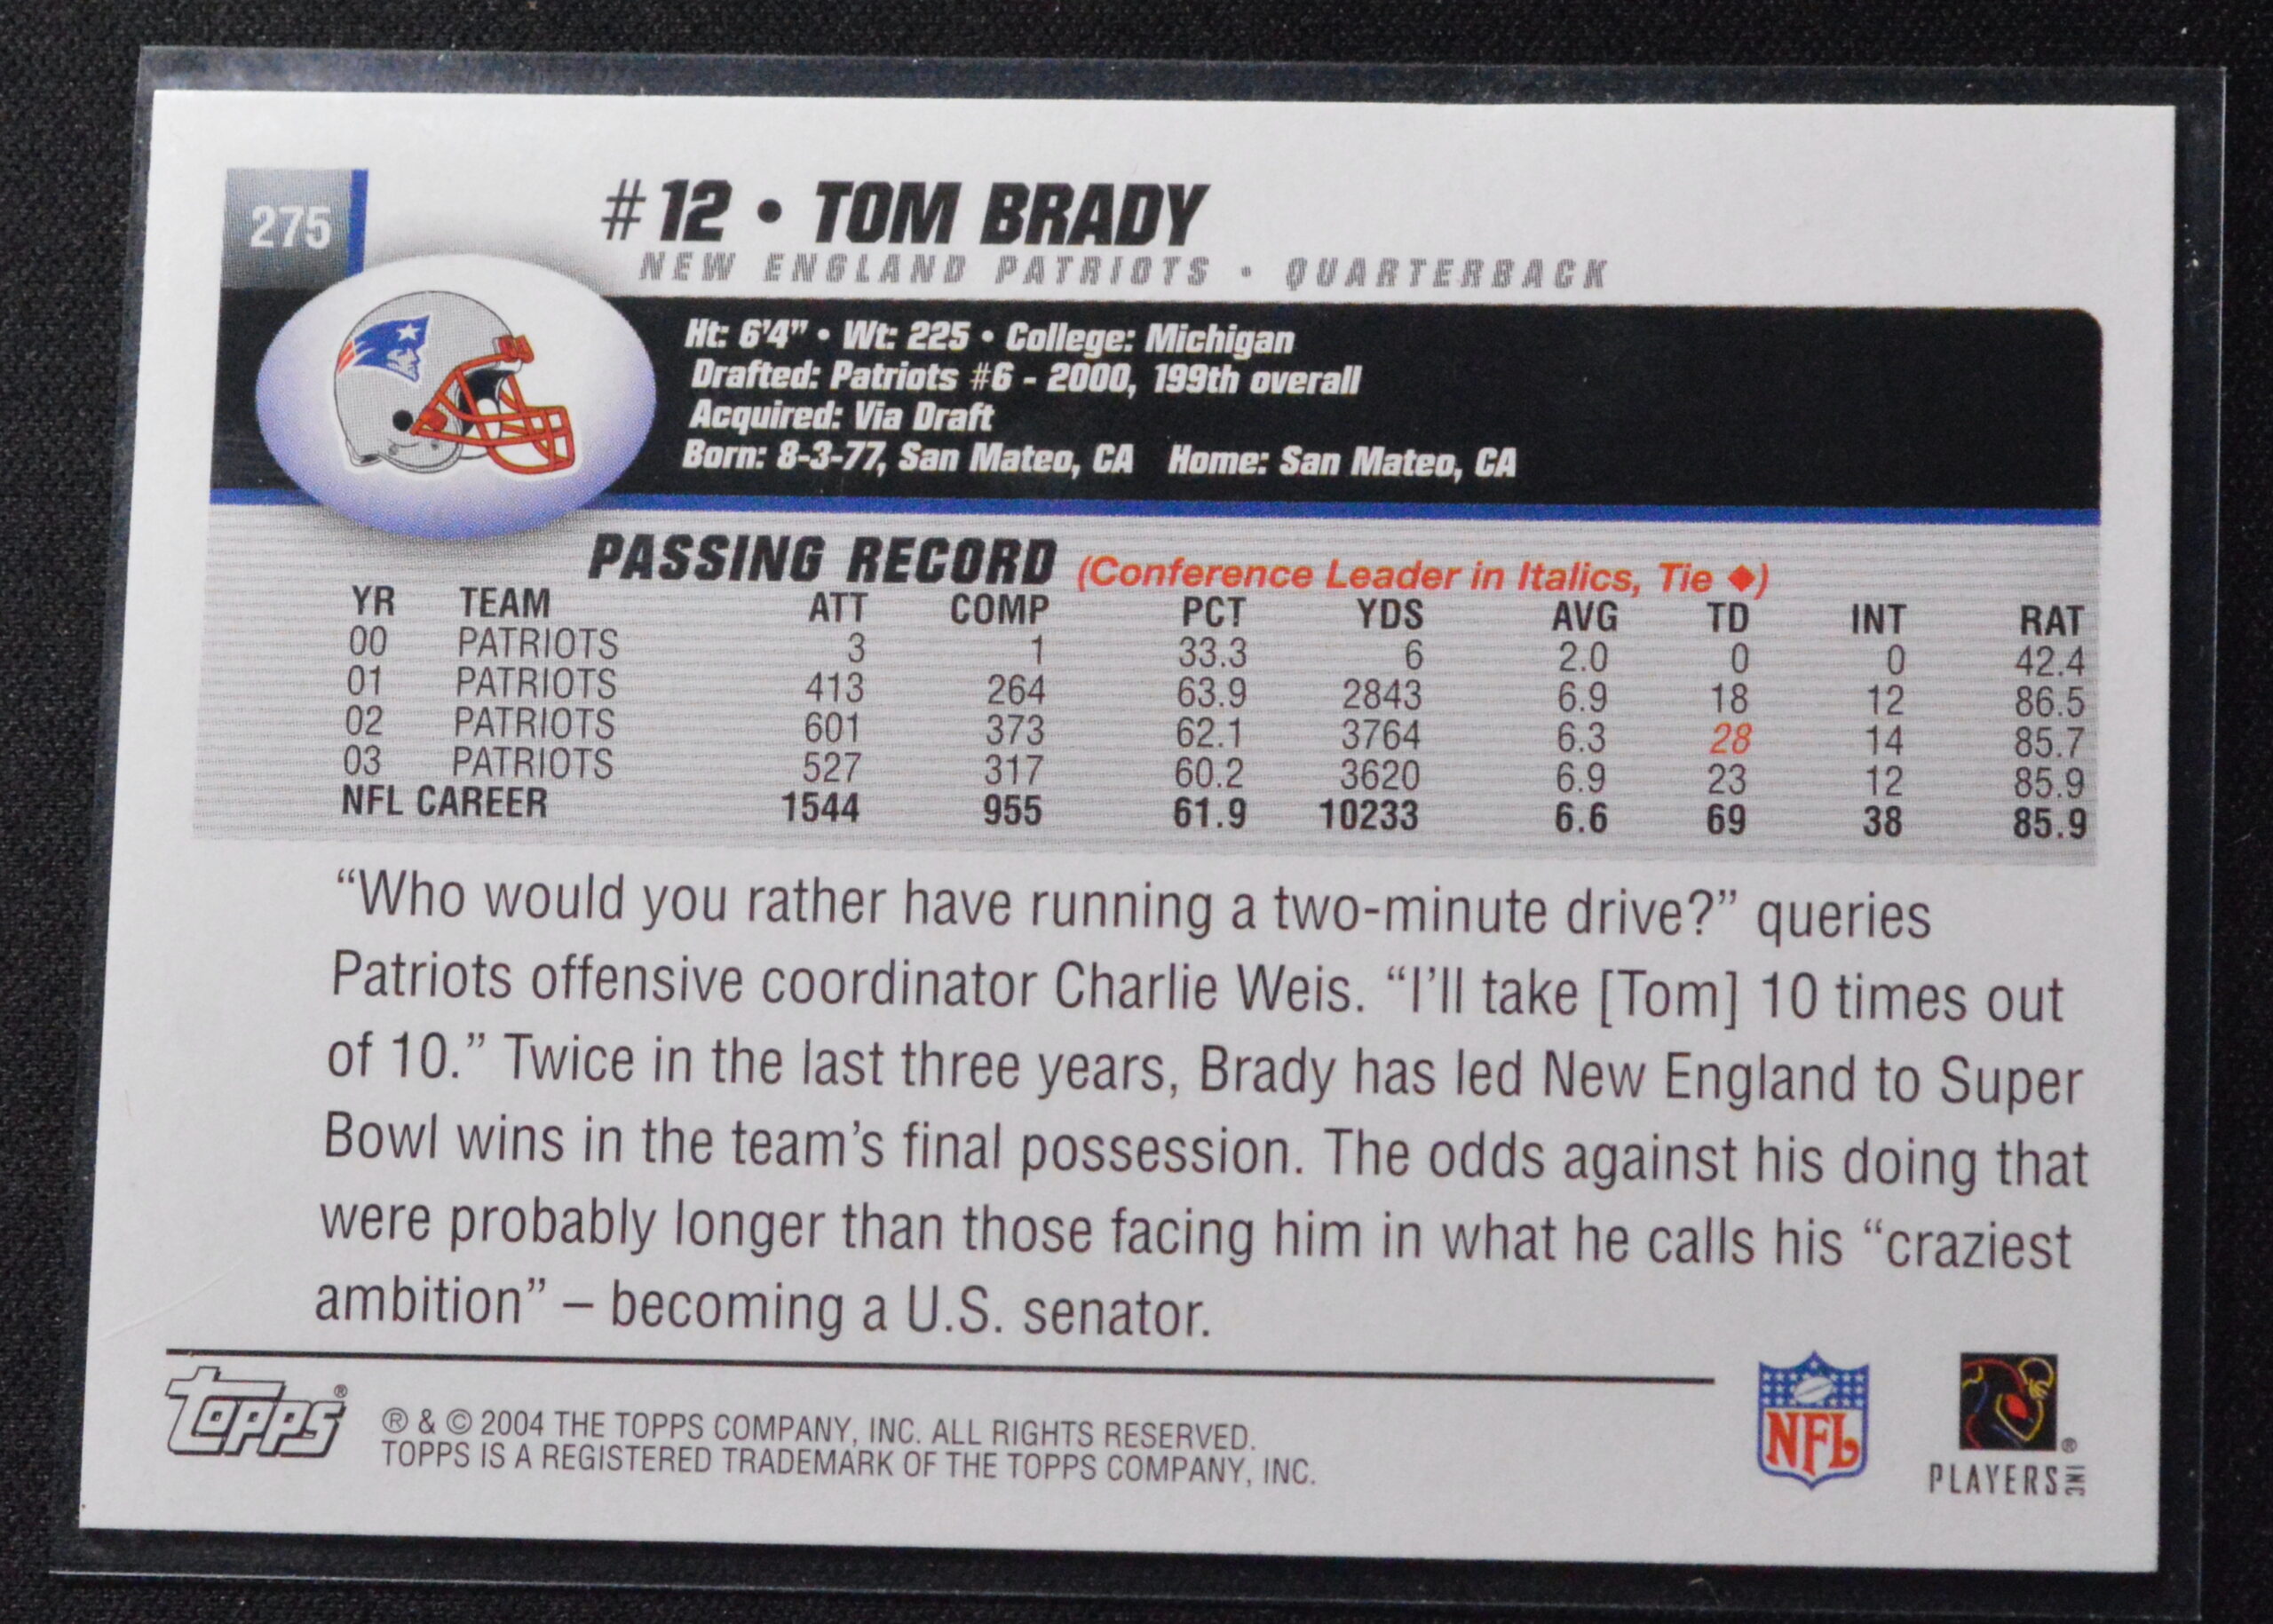 275
#12 • TOM BRADY
NEW ENGLAND PATRIOTS • QUARTERBACK
Ht: 6'4" • Wt: 225 • College: Michigan
Drafted: Patriots #6 - 2000, 199th overall
Acquired: Via Draft
Born: 8-3-77, San Mateo, CA Home: San Mateo, CA
PASSING RECORD (Conference Leader in Italics, Tie ◆)
YR TEAM ATT COMP PCT YDS AVG TD INT RAT
00 PATRIOTS 3 1 33.3 6 2.0 0 0 42.4
01 PATRIOTS 413 264 63.9 2843 6.9 18 12 86.5
02 PATRIOTS 601 373 62.1 3764 6.3 28 14 85.7
03 PATRIOTS 527 317 60.2 3620 6.9 23 12 85.9
NFL CAREER 1544 955 61.9 10233 6.6 69 38 85.9
“Who would you rather have running a two-minute drive?” queries
Patriots offensive coordinator Charlie Weis. “I’ll take [Tom] 10 times out
of 10.” Twice in the last three years, Brady has led New England to Super
Bowl wins in the team’s final possession. The odds against his doing that
were probably longer than those facing him in what he calls his “craziest
ambition” – becoming a U.S. senator.
Topps®
® & © 2004 THE TOPPS COMPANY, INC. ALL RIGHTS RESERVED.
TOPPS IS A REGISTERED TRADEMARK OF THE TOPPS COMPANY, INC.
NFL
®
PLAYERS INC